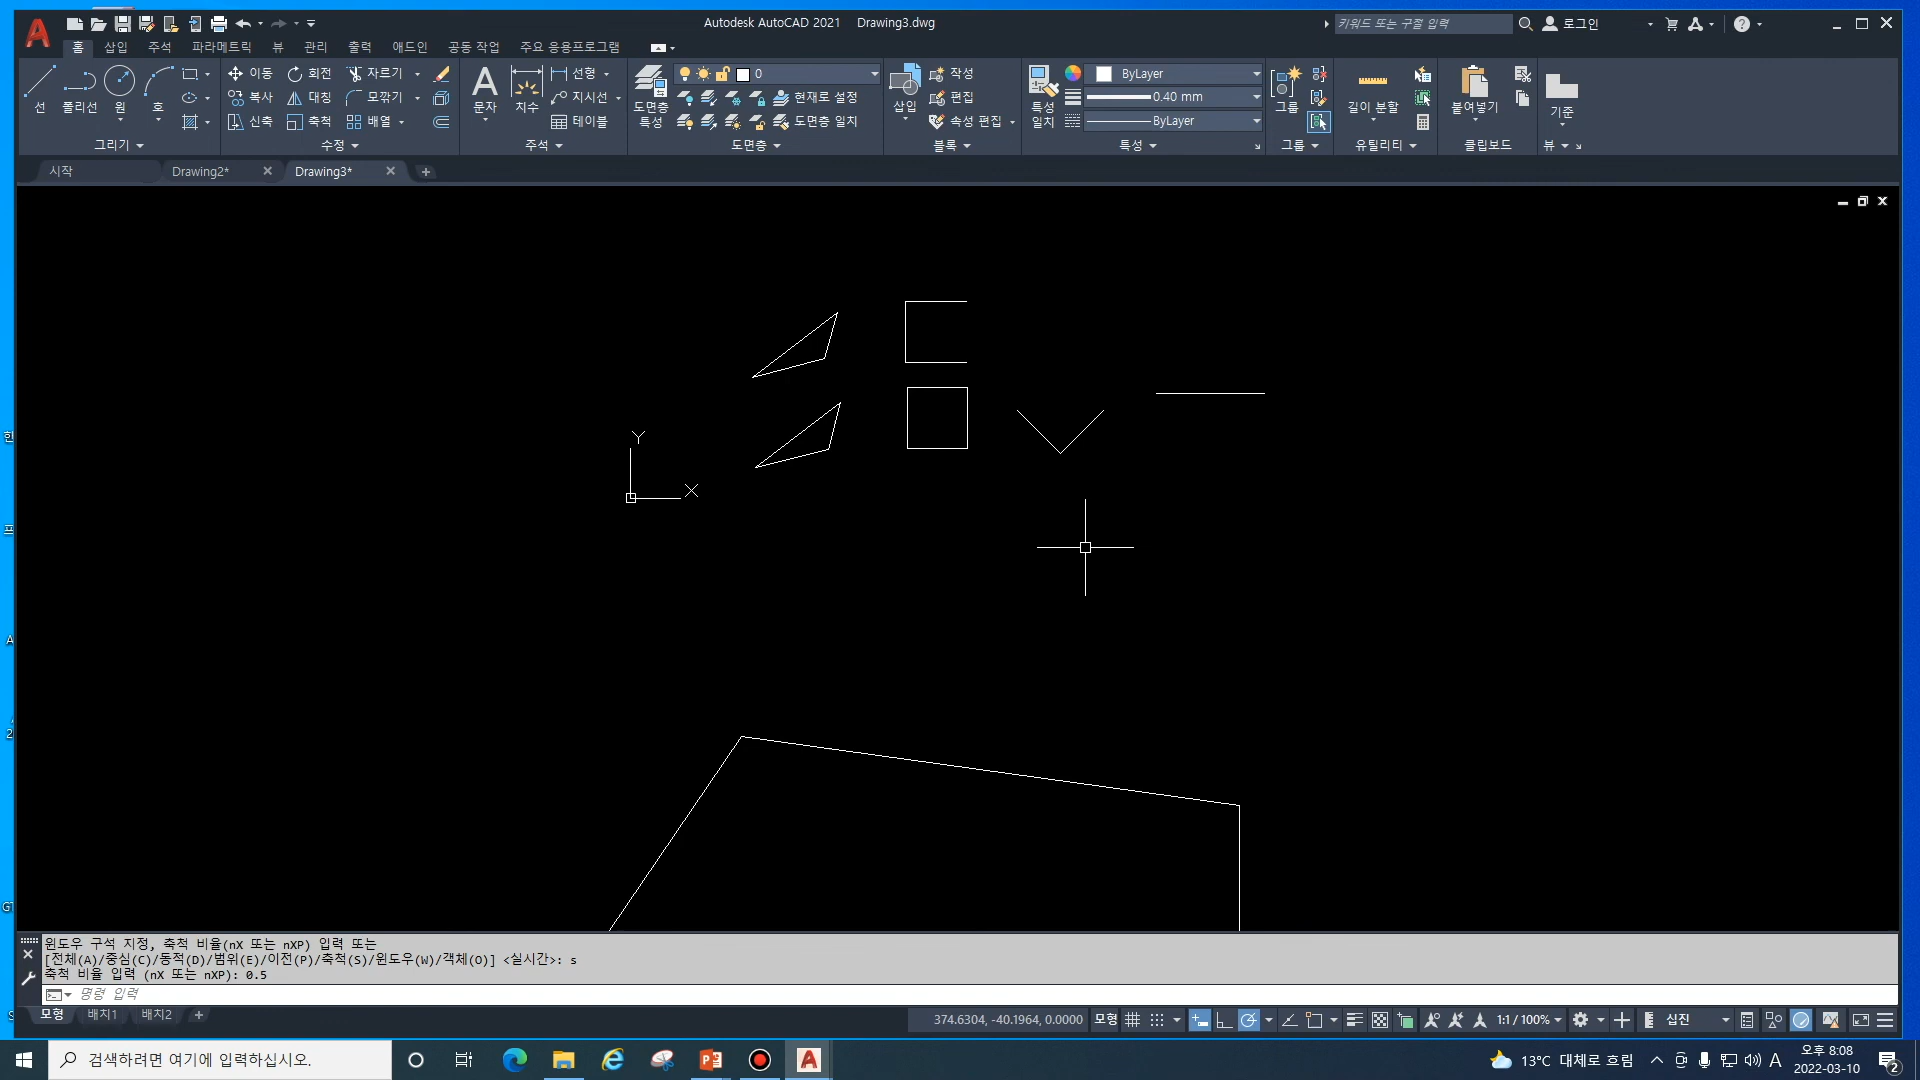 Autodesk AutoCAD 2021 Drawing3.dwg
키워드 또는 구절 입력
로그인
홈 삽입 주석 파라메트릭 뷰 관리 출력 애드인 공동 작업 주요 응용프로그램
선 폴리선 원 호
이동 회전 자르기
복사 대칭 모깎기
신축 축척 배열
문자 치수
선형
지시선
테이블
도면층 특성
0
현재로 설정
도면층 일치
삽입
작성
편집
속성 편집
특성 일치
ByLayer
0.40 mm
ByLayer
그룹
길이 분할
붙여넣기
기준
그리기 수정 주석 도면층 블록 특성 그룹 유틸리티 클립보드 뷰
시작 Drawing2* Drawing3*
Y
X
윈도우 구석 지정, 축척 비율(nX 또는 nXP) 입력 또는
[전체(A)/중심(C)/동적(D)/범위(E)/이전(P)/축척(S)/윈도우(W)/객체(O)] <실시간>: s
축척 비율 입력 (nX 또는 nXP): 0.5
명령 입력
모형 배치1 배치2
374.6304, -40.1964, 0.0000 모형 1:1 / 100% 십진
검색하려면 여기에 입력하십시오.
13°C 대체로 흐림
A
오후 8:08
2022-03-10
2